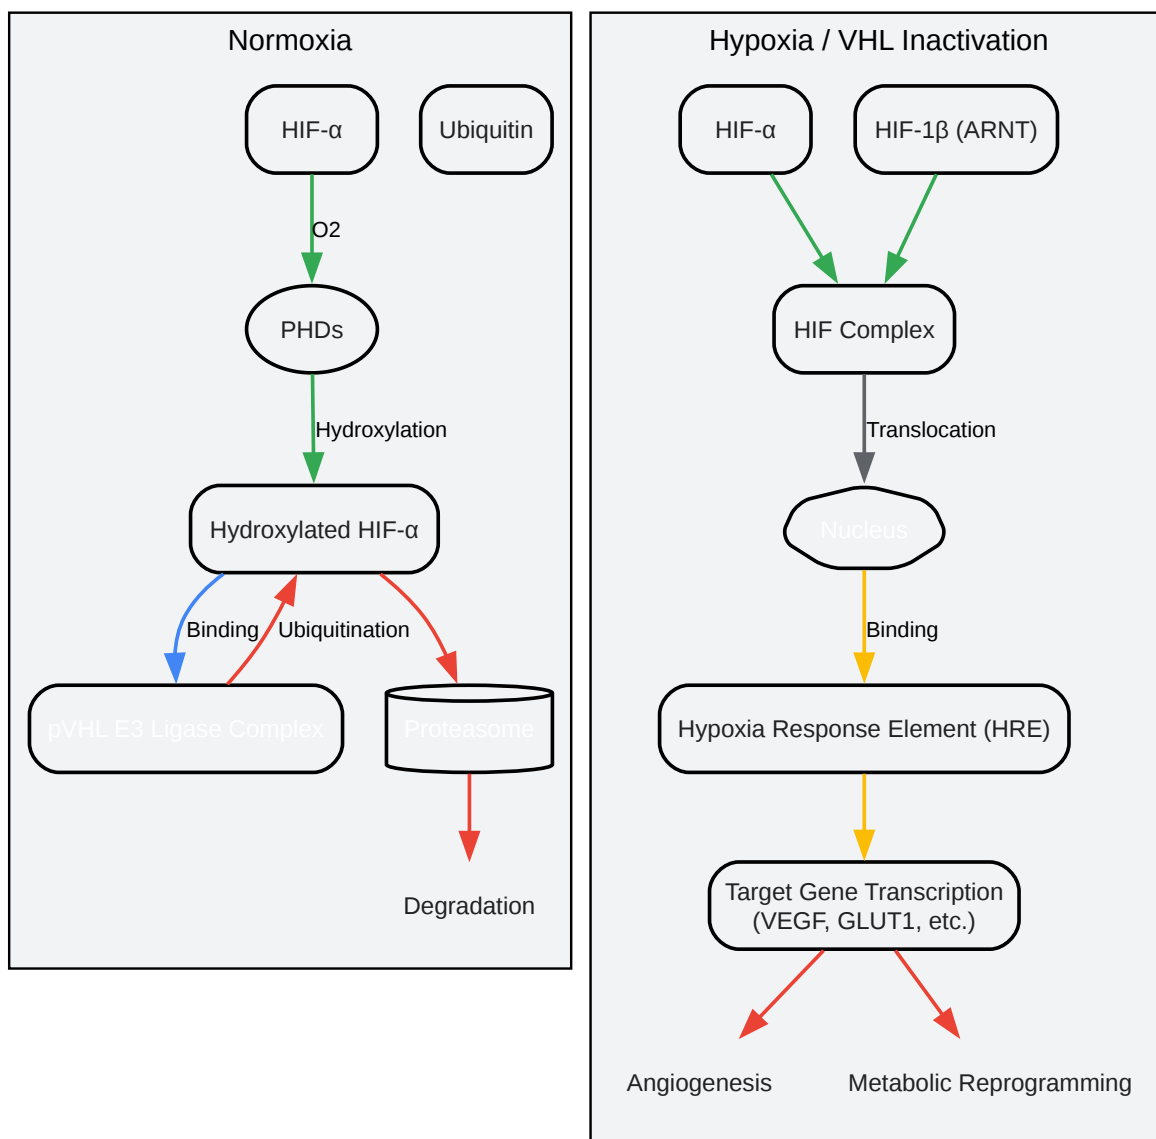 Normoxia
HIF-α
Ubiquitin
O2
PHDs
Hydroxylation
Hydroxylated HIF-α
Binding
Ubiquitination
pVHL E3 Ligase Complex
Proteasome
Degradation
Hypoxia / VHL Inactivation
HIF-α
HIF-1β (ARNT)
HIF Complex
Translocation
Nucleus
Binding
Hypoxia Response Element (HRE)
Target Gene Transcription
(VEGF, GLUT1, etc.)
Angiogenesis
Metabolic Reprogramming